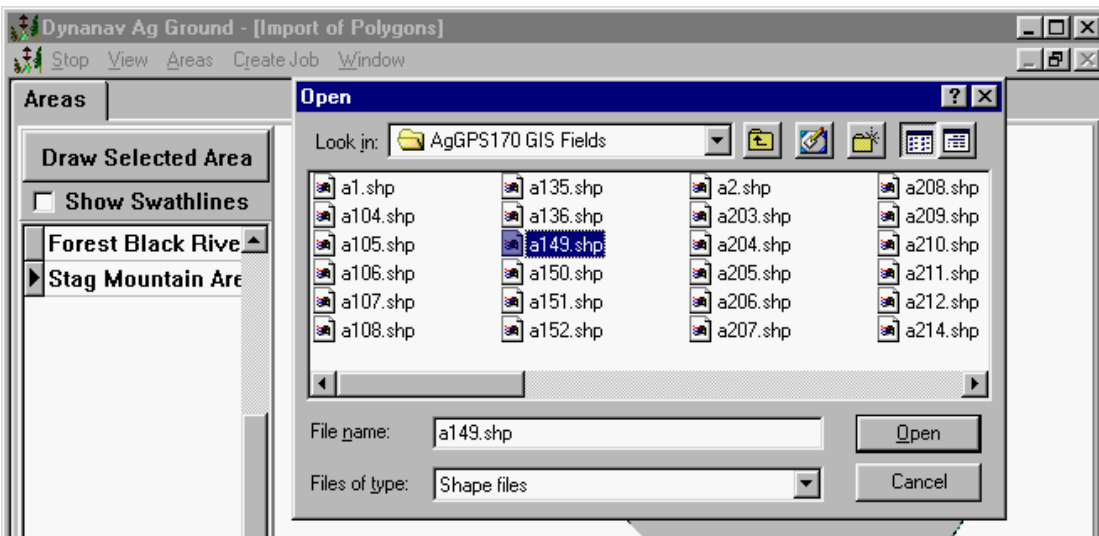 Dynanav Ag Ground - [Import of Polygons]
Stop View Areas Create Job Window
Areas
Draw Selected Area
Show Swathlines
Forest Black Rive
Stag Mountain Are
Open
Look in: AgGPS170 GIS Fields
a1.shp a135.shp a2.shp a208.shp
a104.shp a136.shp a203.shp a209.shp
a105.shp a149.shp a204.shp a210.shp
a106.shp a150.shp a205.shp a211.shp
a107.shp a151.shp a206.shp a212.shp
a108.shp a152.shp a207.shp a214.shp
File name: a149.shp Open
Files of type: Shape files Cancel